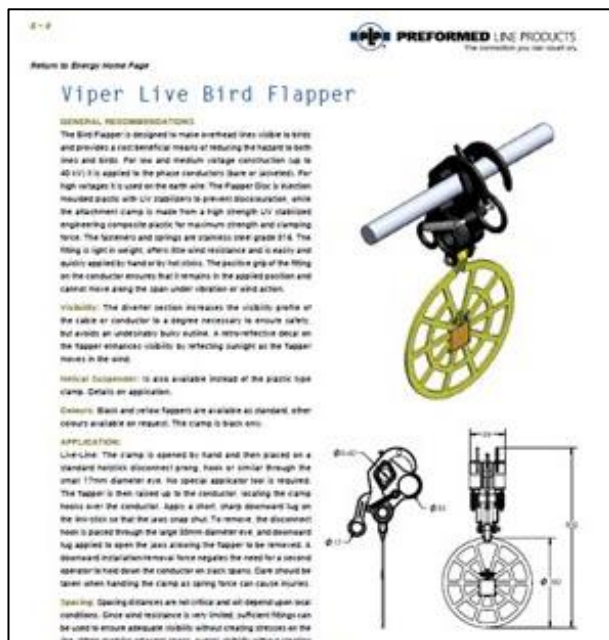 PLP PREFORMED LINE PRODUCTS
The connection you can count on.
Return to Energy Home Page
Viper Live Bird Flapper
GENERAL RECOMMENDATIONS:
The Bird Flapper is designed to make overhead lines visible to birds
and provides a cost beneficial means of reducing the hazard to both
lines and birds. For low and medium voltage construction (up to
40 kV) it is applied to the phase conductors (bare or jacketed). For
high voltages it is used on the earth wire. The Flapper Disc is injection
moulded plastic with UV stabilizers to prevent discolouration, while
the attachment clamp is made from a high strength UV stabilized
engineering composite plastic for maximum strength and clamping
force. The fasteners and springs are stainless steel grade 316. The
fitting is light in weight, offers little wind resistance and is easily and
quickly applied by hand or by hot sticks. The positive grip of the fitting
on the conductor ensures that it remains in the applied position and
cannot move along the span under vibration or wind action.
Visibility: The diverter section increases the visibility profile of
the cable or conductor to a degree necessary to ensure safety,
but avoids an undesirably bulky outline. A retro-reflective decal on
the flapper enhances visibility by reflecting sunlight as the flapper
moves in the wind.
Helical Suspender: is also available instead of the plastic type
clamp. Details on application.
Colours: Black and yellow flappers are available as standard, other
colours available on request. The clamp is black only.
APPLICATION:
Live-Line: The clamp is opened by hand and then placed on a
standard hotstick disconnect prong, hook or similar through the
small 17mm diameter eye. No special applicator tool is required.
The flapper is then raised up to the conductor, locating the clamp
hooks over the conductor. Apply a short, sharp downward tug on
the link-stick so that the jaws snap shut. To remove, the disconnect
hook is placed through the large 33mm diameter eye, and downward
tug applied to open the jaws allowing the flapper to be removed. A
downward installation/removal force negates the need for a second
operator to hold down the conductor on slack spans. Care should be
taken when handling the clamp as spring force can cause injuries.
Spacing: Spacing distances are not critical and will depend upon local
conditions. Since wind resistance is very limited, sufficient fittings can
be used to ensure adequate visibility without creating stresses on the